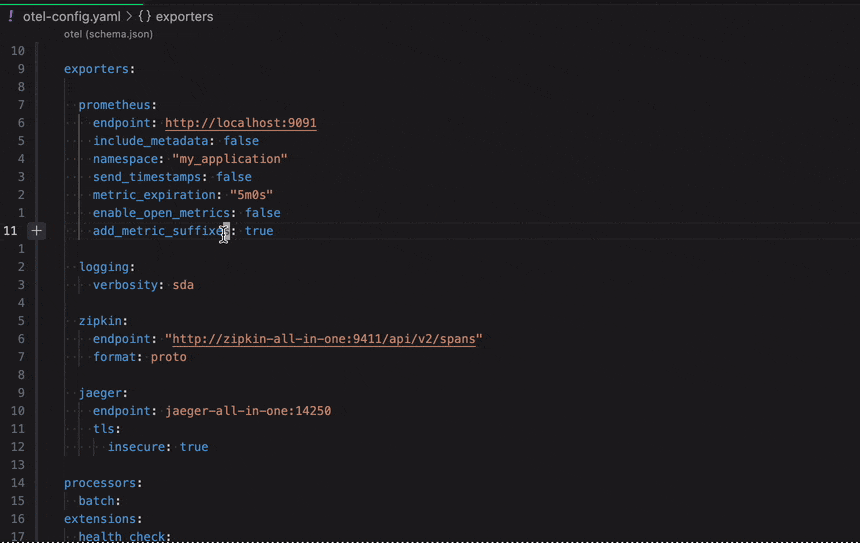 ! otel-config.yaml > {} exporters
otel (schema.json)
10
9 exporters:
8
7 prometheus:
6 endpoint: http://localhost:9091
5 include_metadata: false
4 namespace: "my_application"
3 send_timestamps: false
2 metric_expiration: "5m0s"
1 enable_open_metrics: false
11 + add_metric_suffixes: true
1
2 logging:
3 verbosity: sda
4
5 zipkin:
6 endpoint: "http://zipkin-all-in-one:9411/api/v2/spans"
7 format: proto
8
9 jaeger:
10 endpoint: jaeger-all-in-one:14250
11 tls:
12 insecure: true
13
14 processors:
15 batch:
16 extensions:
17 health_check: